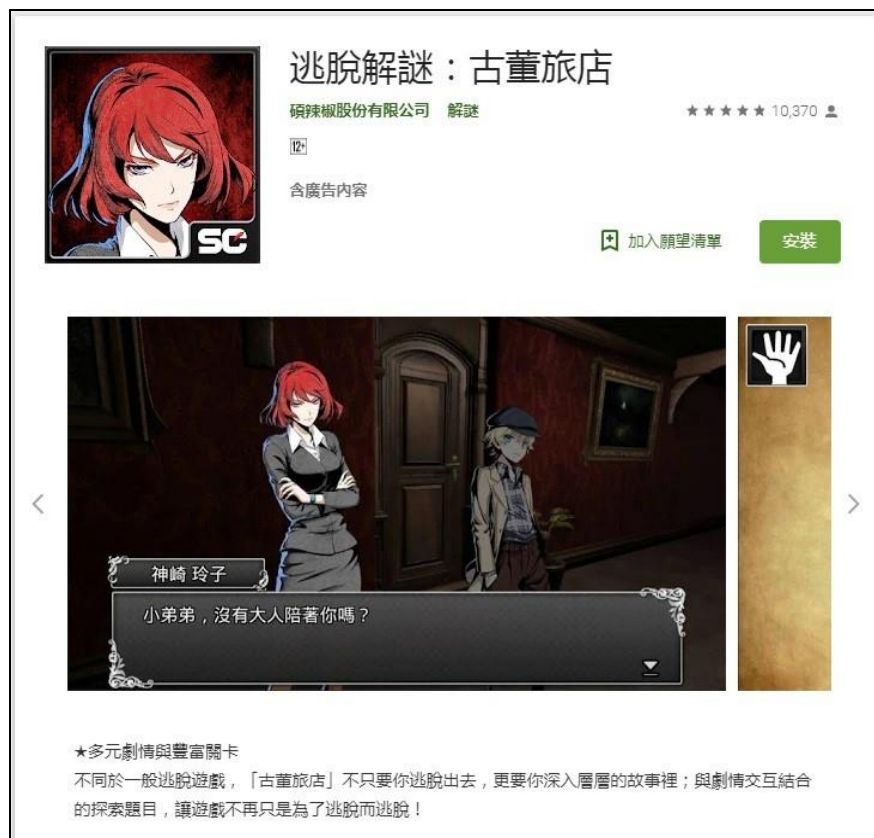 逃脫解謎：古董旅店
碩辣椒股份有限公司 解謎
★★★★★ 10,370
12+
含廣告內容
加入願望清單
安裝
SC
神崎 玲子
小弟弟，沒有大人陪著你嗎？
★多元劇情與豐富關卡
不同於一般逃脫遊戲，「古董旅店」不只要你逃脫出去，更要你深入層層的故事裡；與劇情交互結合
的探索題目，讓遊戲不再只是為了逃脫而逃脫！